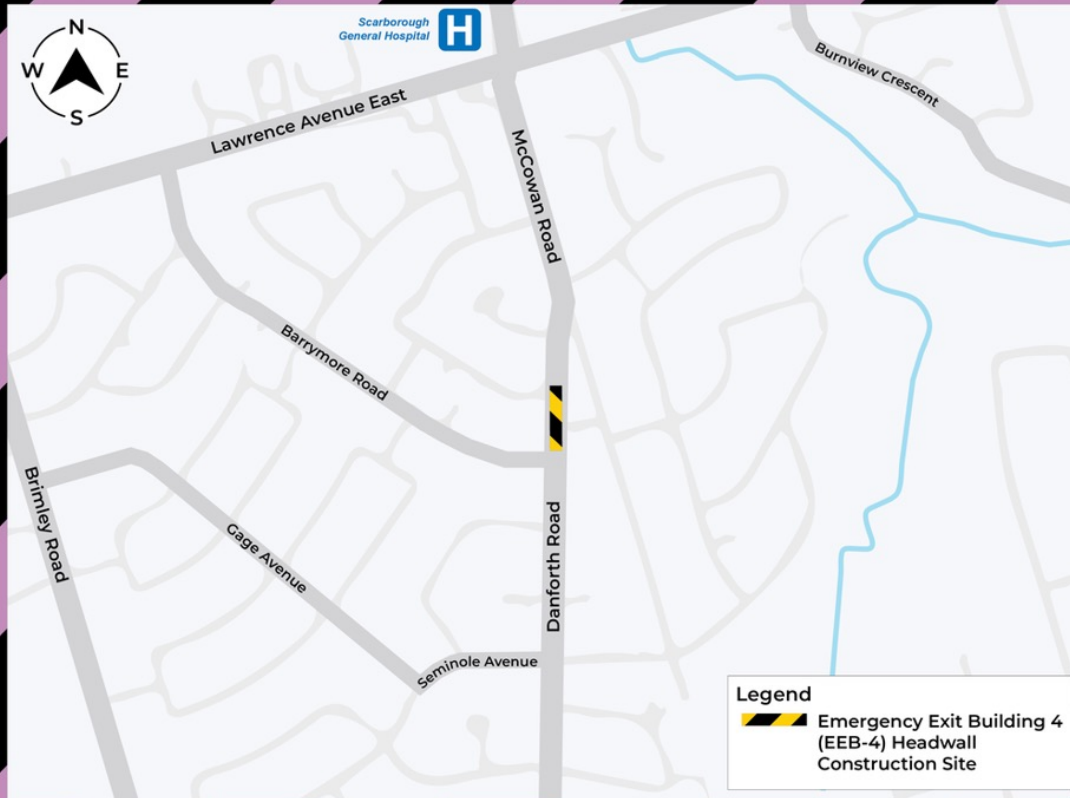 N
W E
S
Scarborough
General Hospital
H
Burnview Crescent
Lawrence Avenue East
McCowan Road
Barrymore Road
Brimley Road
Gage Avenue
Danforth Road
Seminole Avenue
Legend
Emergency Exit Building 4
(EEB-4) Headwall
Construction Site